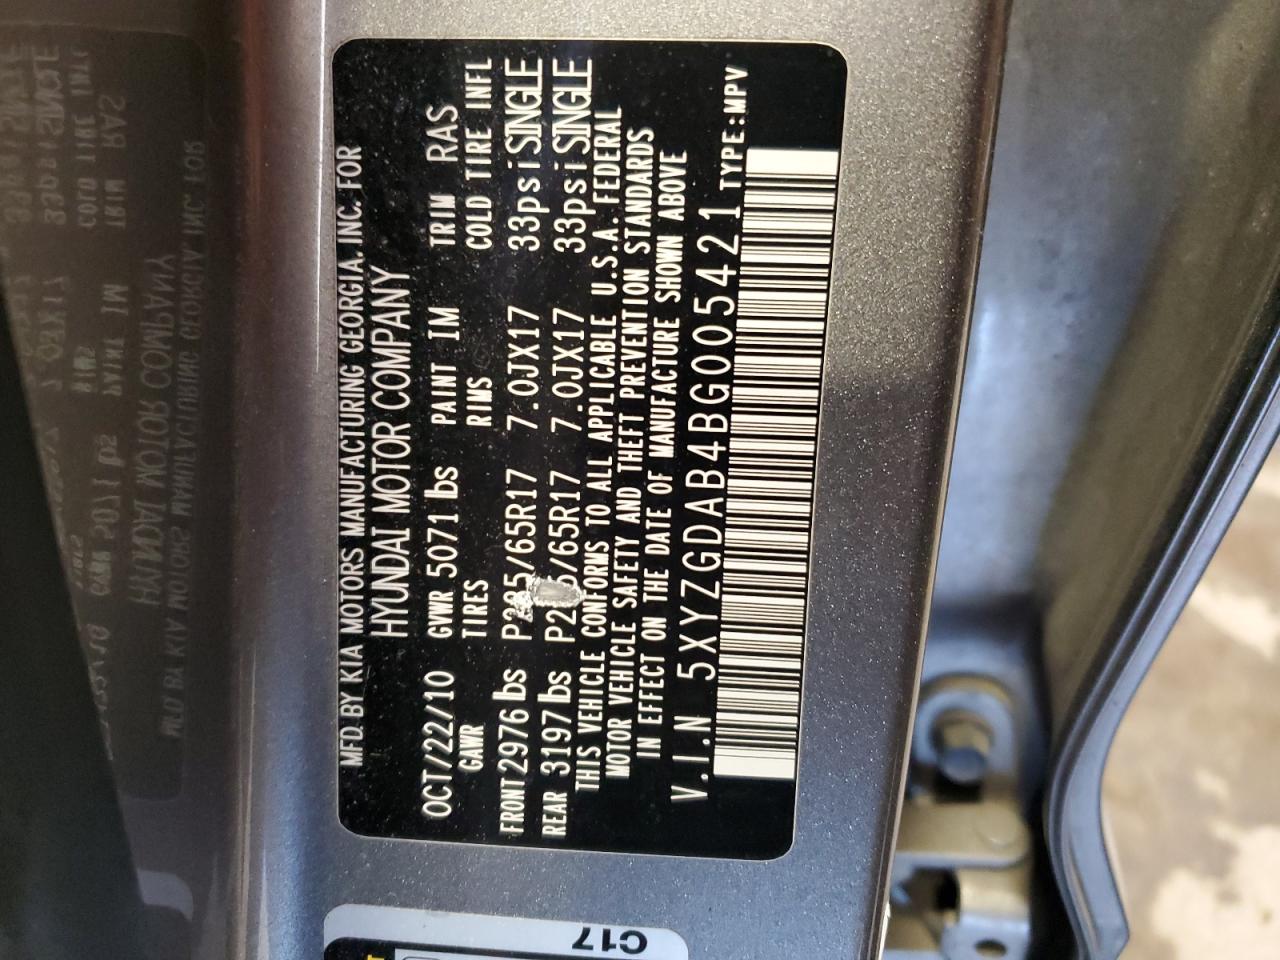 MFD. BY KIA MOTORS MANUFACTURING GEORGIA, INC. FOR
HYUNDAI MOTOR COMPANY
OCT/22/10 GVWR 5071 lbs PAINT IM TRIM RAS
GAWR TIRES RIMS COLD TIRE INFL
FRONT 2976 lbs P235/65R17 7.0JX17 33psi SINGLE
REAR 3197 lbs /65R17 7.0JX17 33psi SINGLE
THIS VEHICLE CONFORMS TO ALL APPLICABLE U.S.A. FEDERAL
MOTOR VEHICLE SAFETY AND THEFT PREVENTION STANDARDS
IN EFFECT ON THE DATE OF MANUFACTURE SHOWN ABOVE
V.I.N 5XYZGDAB4BG005421 TYPE:MPV
C17